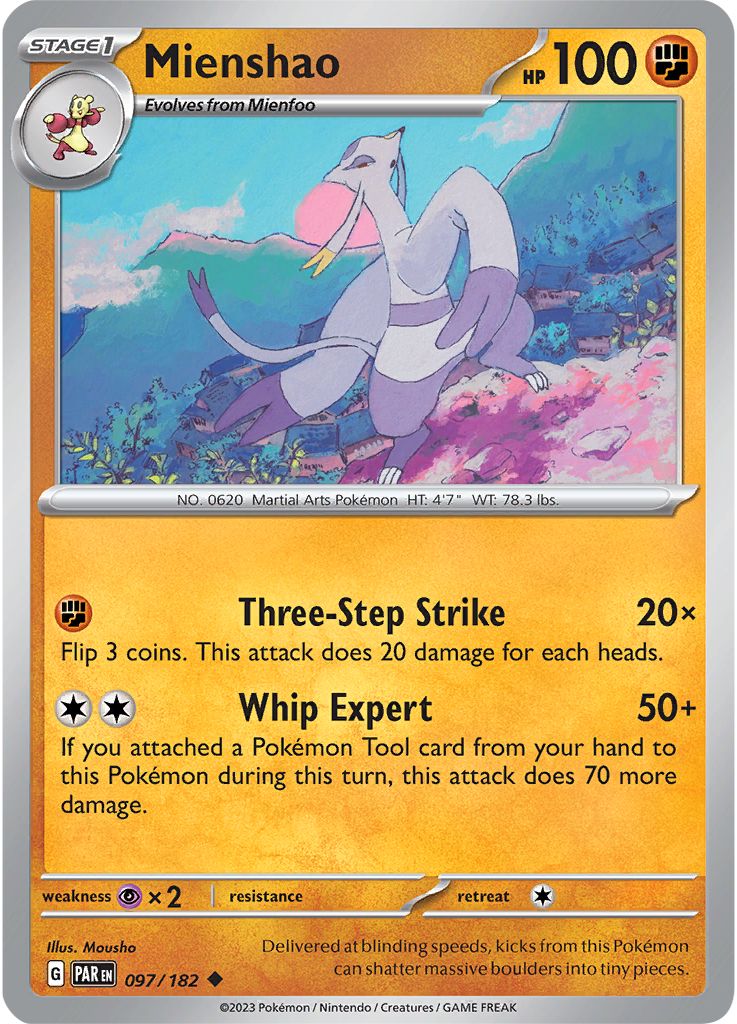 STAGE1
Mienshao
HP 100
Evolves from Mienfoo
NO. 0620 Martial Arts Pokémon HT: 4'7" WT: 78.3 lbs.
Three-Step Strike 20×
Flip 3 coins. This attack does 20 damage for each heads.
Whip Expert 50+
If you attached a Pokémon Tool card from your hand to
this Pokémon during this turn, this attack does 70 more
damage.
weakness ×2 resistance retreat
Illus. Mousho
Delivered at blinding speeds, kicks from this Pokémon
can shatter massive boulders into tiny pieces.
G PAR EN 097/182
©2023 Pokémon / Nintendo / Creatures / GAME FREAK